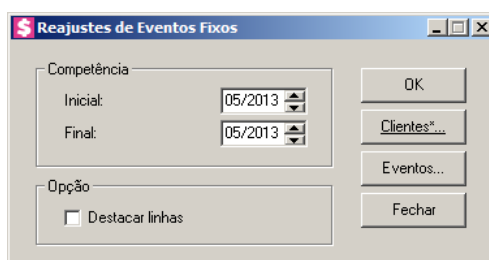 Reajustes de Eventos Fixos
Competência
Inicial: 05/2013
Final: 05/2013
Opção
Destacar linhas
OK
Clientes*...
Eventos...
Fechar